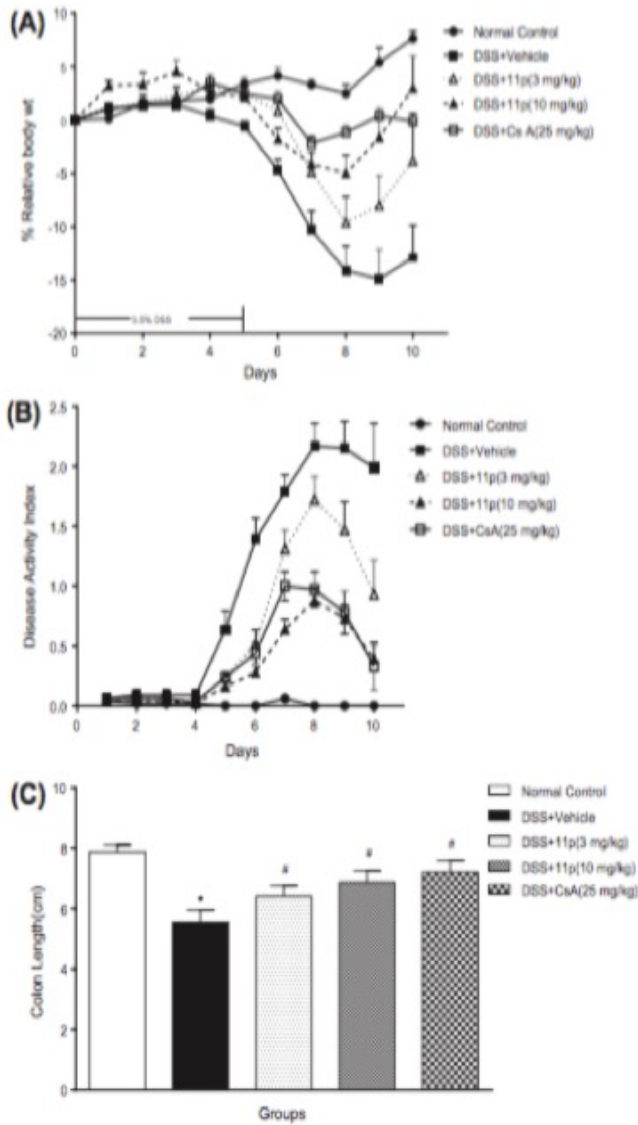 (A)
10
5
0
-5
-10
-15
-20
% Relative body wt
DSS
0
2
4
6
8
10
Days
Normal Control
DSS+Vehicle
DSS+11p(3 mg/kg)
DSS+11p(10 mg/kg)
DSS+Cs A(25 mg/kg)
(B)
2.5
2.0
1.5
1.0
0.5
0.0
Disease Activity Index
0
2
4
6
8
10
Days
Normal Control
DSS+Vehicle
DSS+11p(3 mg/kg)
DSS+11p(10 mg/kg)
DSS+CsA(25 mg/kg)
(C)
10
8
6
4
2
0
Colon Length(cm)
*
#
#
#
Groups
Normal Control
DSS+Vehicle
DSS+11p(3 mg/kg)
DSS+11p(10 mg/kg)
DSS+CsA(25 mg/kg)